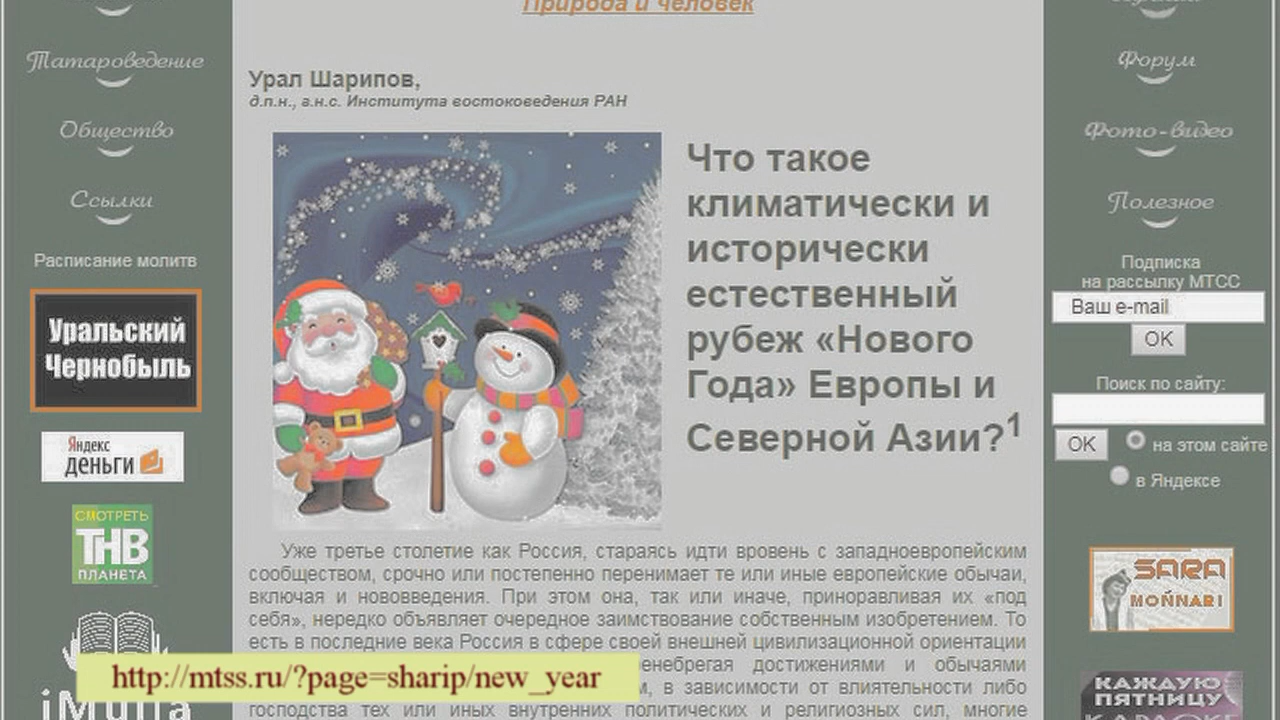 Природа и человек
Татароведение
Общество
Ссылки
Расписание молитв
Уральский
Чернобыль
Яндекс
деньги
СМОТРЕТЬ
ТНВ
ПЛАНЕТА
iMulla
Урал Шарипов,
д.п.н., в.н.с. Института востоковедения РАН
Что такое
климатически и
исторически
естественный
рубеж «Нового
Года» Европы и
Северной Азии?1
Уже третье столетие как Россия, стараясь идти вровень с западноевропейским
сообществом, срочно или постепенно перенимает те или иные европейские обычаи,
включая и нововведения. При этом она, так или иначе, приноравливая их «под
себя», нередко объявляет очередное заимствование собственным изобретением. То
есть в последние века Россия в сфере своей внешней цивилизационной ориентации
достижениями и обычаями
в зависимости от влиятельности либо
господства тех или иных внутренних политических и религиозных сил, многие
http://mtss.ru/?page=sharip/new_year
Форум
Фото-видео
Полезное
Подписка
на рассылку МТСС
Ваш e-mail
OK
Поиск по сайту:
OK
на этом сайте
в Яндексе
SARA
MOŃNARI
КАЖДУЮ
ПЯТНИЦУ